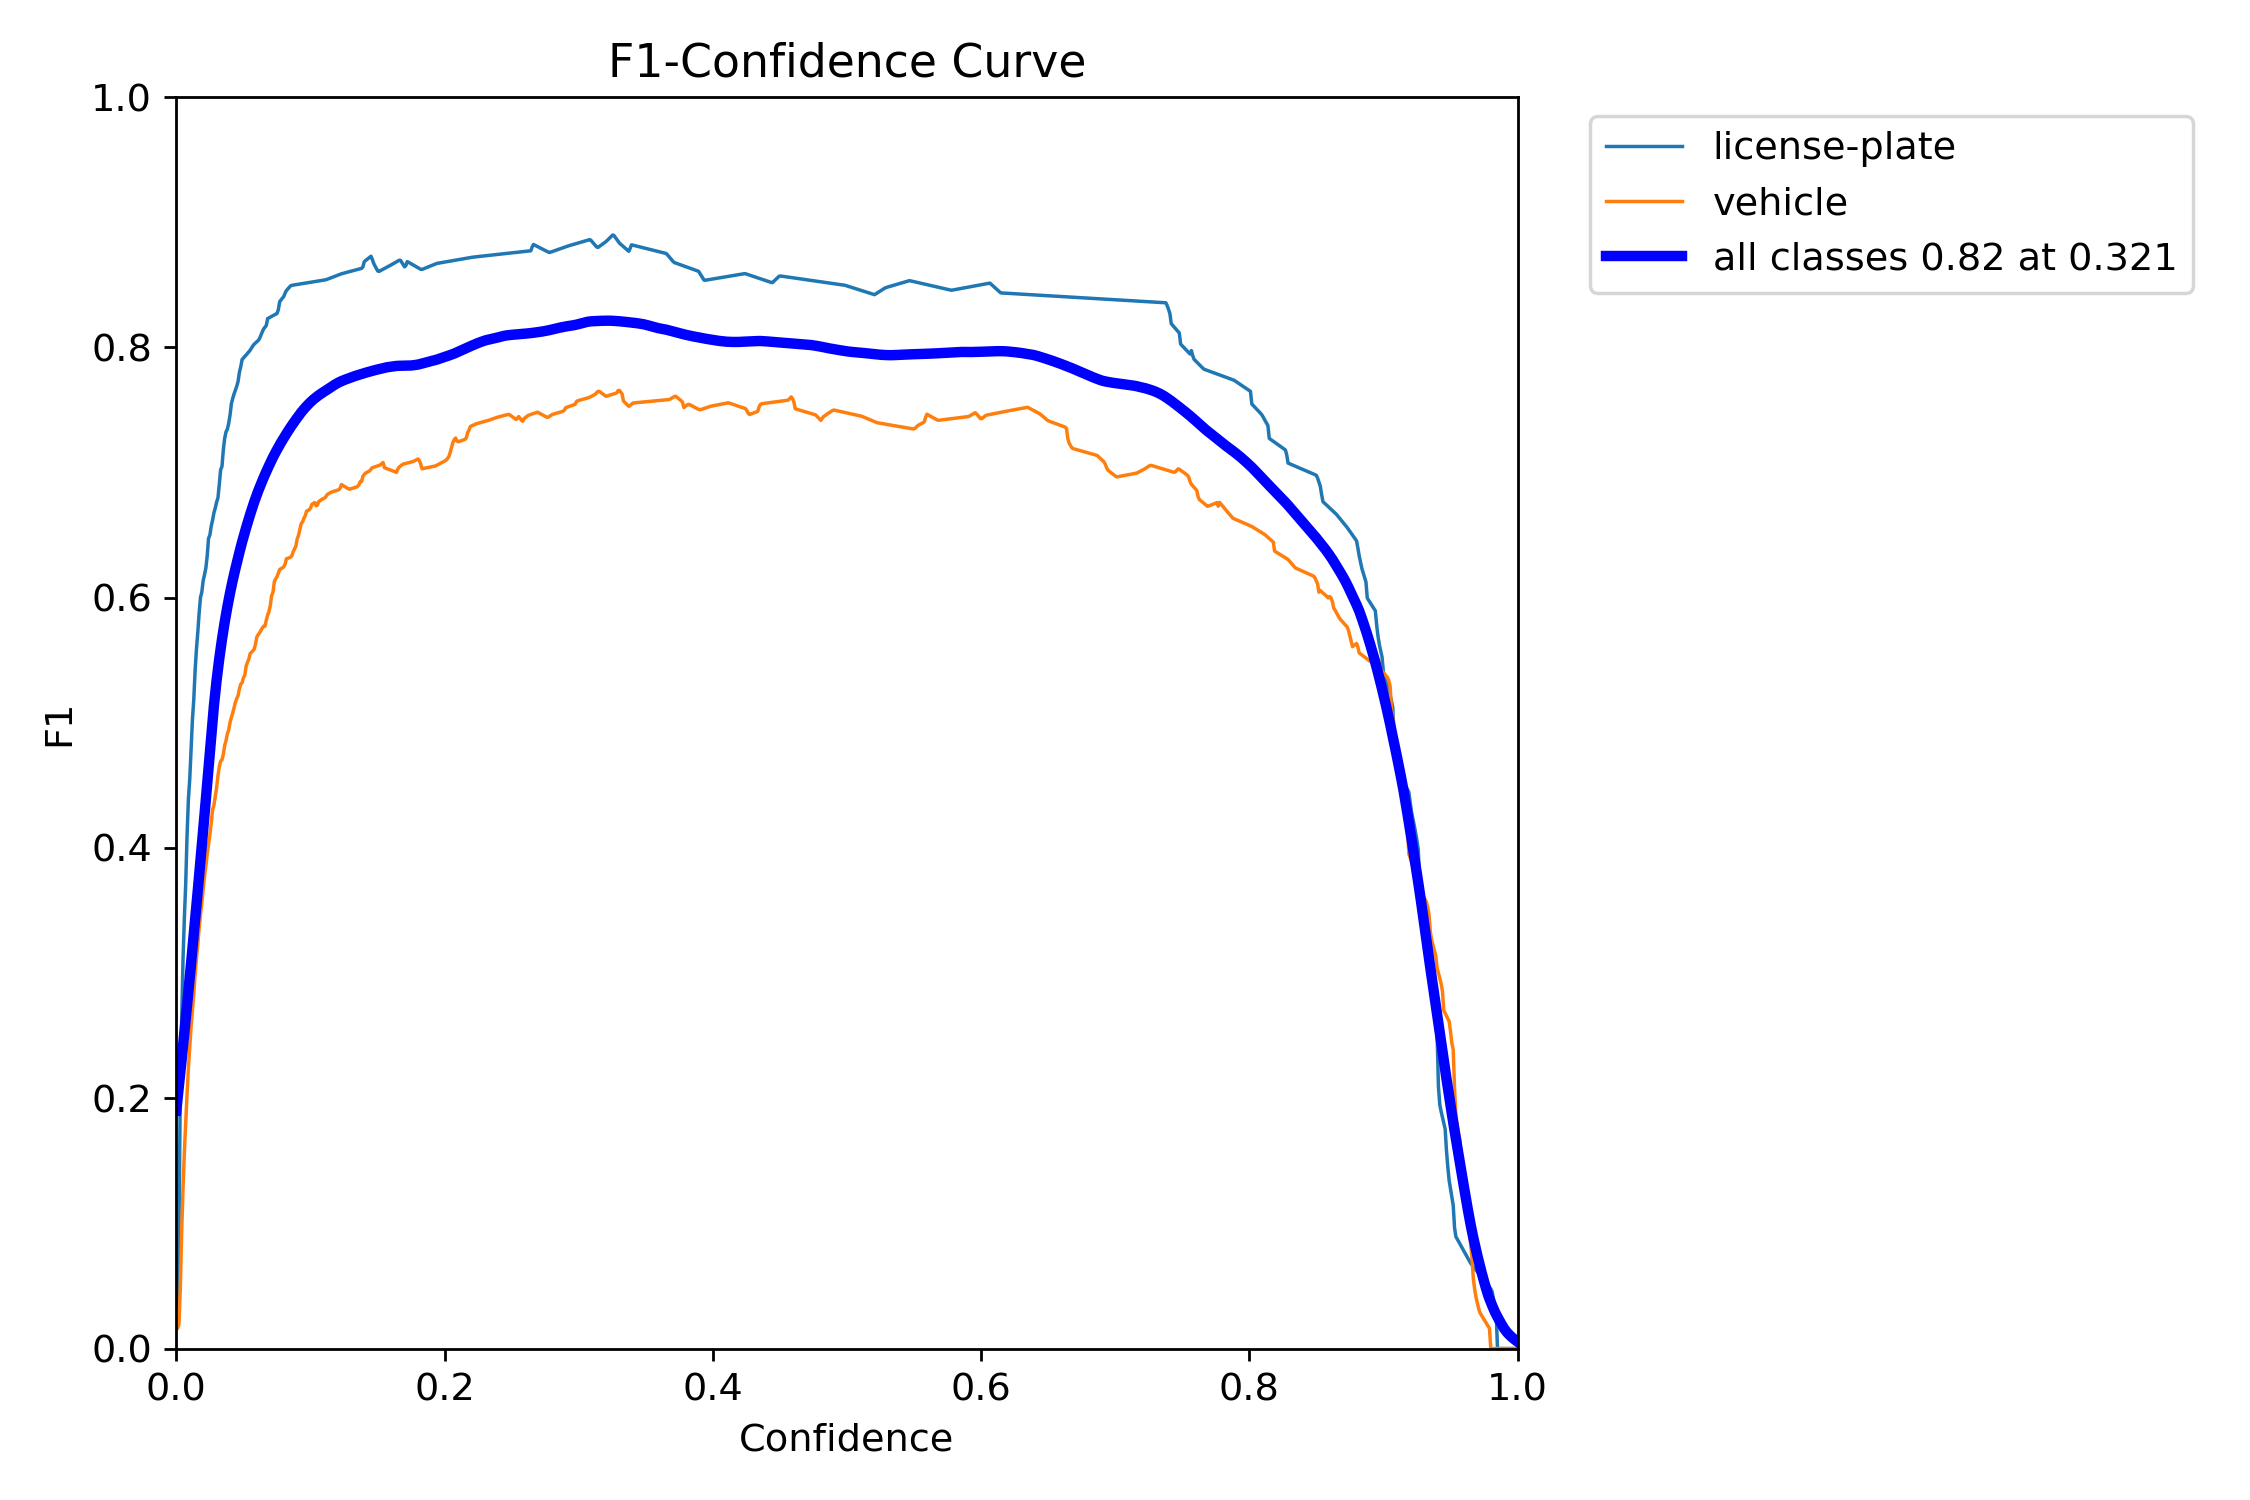 F1-Confidence Curve
1.0
0.8
0.6
0.4
0.2
0.0
F1
0.0 0.2 0.4 0.6 0.8 1.0
Confidence
license-plate
vehicle
all classes 0.82 at 0.321